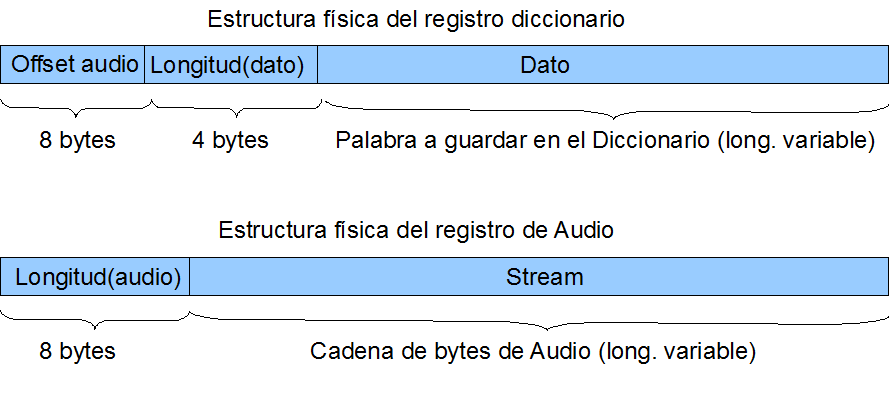 Estructura física del registro diccionario
Offset audio Longitud(dato) Dato
8 bytes 4 bytes Palabra a guardar en el Diccionario (long. variable)
Estructura física del registro de Audio
Longitud(audio) Stream
8 bytes Cadena de bytes de Audio (long. variable)